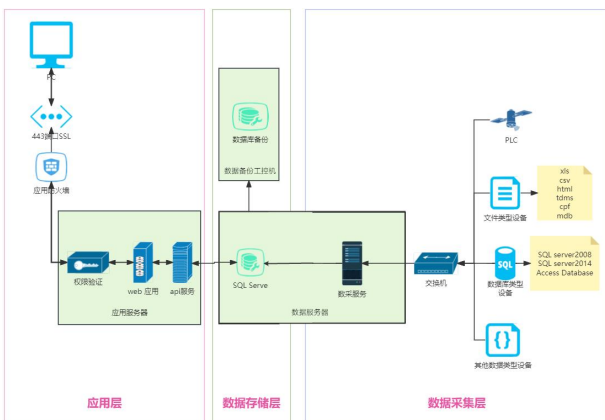 PC
443端口SSL
应用防火墙
权限验证
web 应用
api服务
应用服务器
数据库备份
数据备份工控机
SQL Serve
数采服务
数据服务器
交换机
PLC
文件类型设备
xls
csv
html
tdms
cpf
mdb
SQL
数据库类型
设备
SQL server2008
SQL server2014
Access Database
其他数据类型设备
应用层
数据存储层
数据采集层